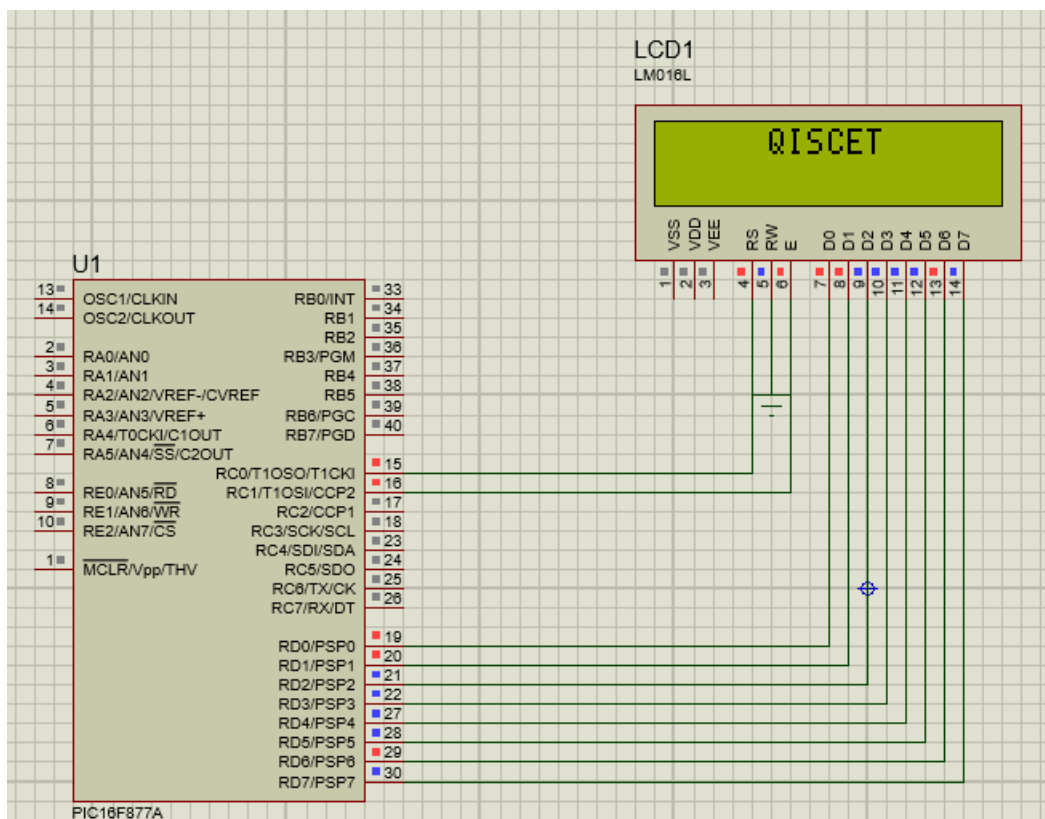 LCD1
LM016L
QISCET
VSS
VDD
VEE
RS
RW
E
D0
D1
D2
D3
D4
D5
D6
D7
1
2
3
4
5
6
7
8
9
10
11
12
13
14
U1
13 OSC1/CLKIN
14 OSC2/CLKOUT
2 RA0/AN0
3 RA1/AN1
4 RA2/AN2/VREF-/CVREF
5 RA3/AN3/VREF+
6 RA4/T0CKI/C1OUT
7 RA5/AN4/SS/C2OUT
8 RE0/AN5/RD
9 RE1/AN6/WR
10 RE2/AN7/CS
1 MCLR/Vpp/THV
RB0/INT 33
RB1 34
RB2 35
RB3/PGM 36
RB4 37
RB5 38
RB6/PGC 39
RB7/PGD 40
RC0/T1OSO/T1CKI 15
RC1/T1OSI/CCP2 16
RC2/CCP1 17
RC3/SCK/SCL 18
RC4/SDI/SDA 23
RC5/SDO 24
RC6/TX/CK 25
RC7/RX/DT 26
RD0/PSP0 19
RD1/PSP1 20
RD2/PSP2 21
RD3/PSP3 22
RD4/PSP4 27
RD5/PSP5 28
RD6/PSP6 29
RD7/PSP7 30
PIC16F877A